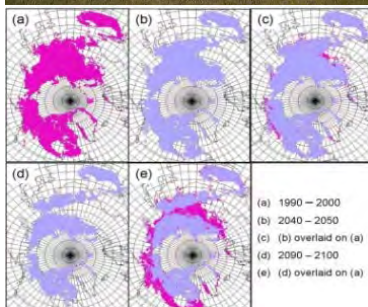 (a)
(b)
(c)
(d)
(e)
(a) 1990 – 2000
(b) 2040 – 2050
(c) (b) overlaid on (a)
(d) 2090 – 2100
(e) (d) overlaid on (a)